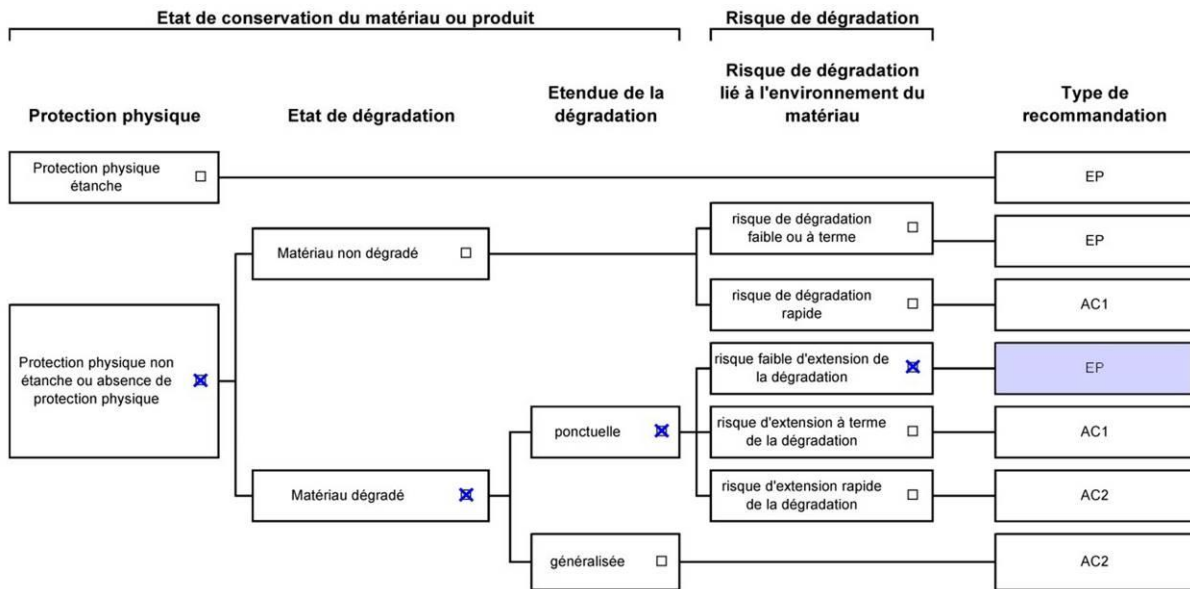 Etat de conservation du matériau ou produit
Risque de dégradation
Protection physique
Etat de dégradation
Etendue de la
dégradation
Risque de dégradation
lié à l'environnement du
matériau
Type de
recommandation
Protection physique
étanche
EP
Matériau non dégradé
risque de dégradation
faible ou à terme
EP
risque de dégradation
rapide
AC1
Protection physique non
étanche ou absence de
protection physique
risque faible d'extension de
la dégradation
EP
ponctuelle
risque d'extension à terme
de la dégradation
AC1
Matériau dégradé
risque d'extension rapide
de la dégradation
AC2
généralisée
AC2